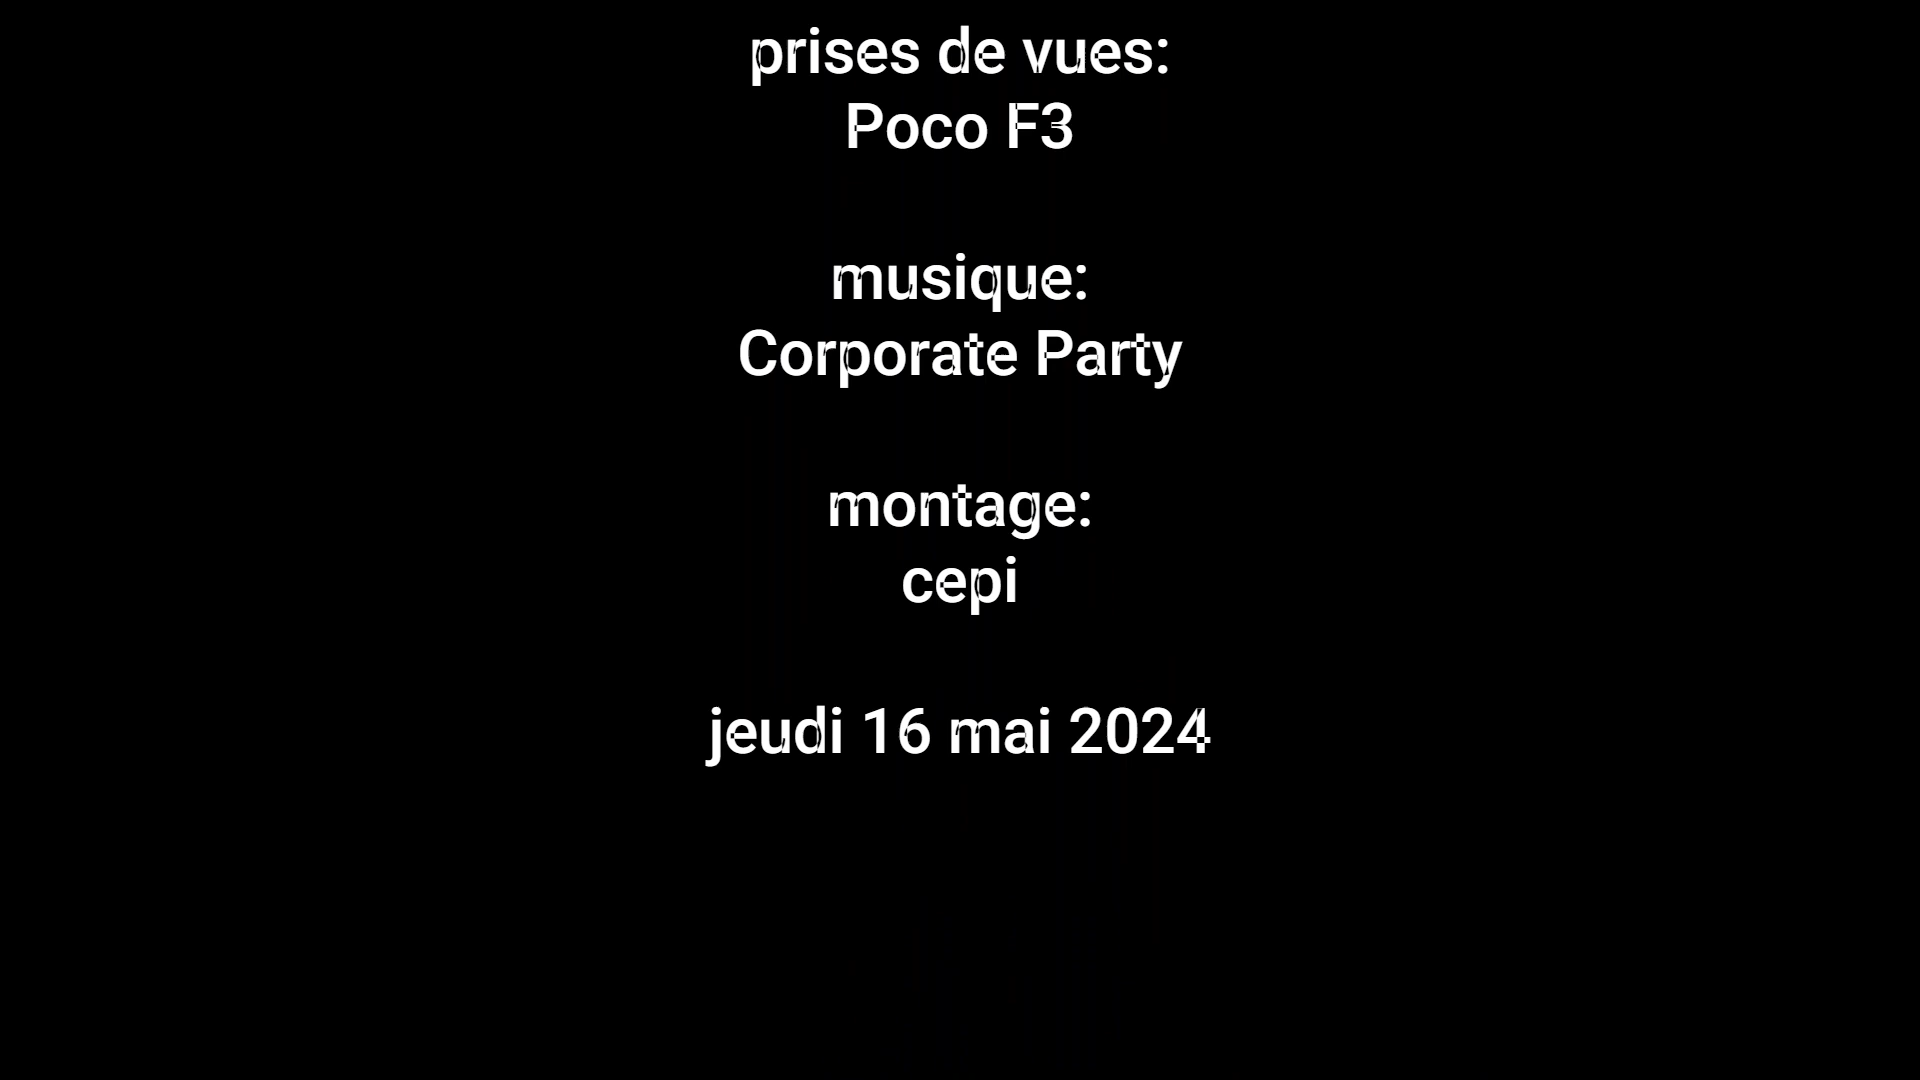 prises de vues:
Poco F3
musique:
Corporate Party
montage:
cepi
jeudi 16 mai 2024